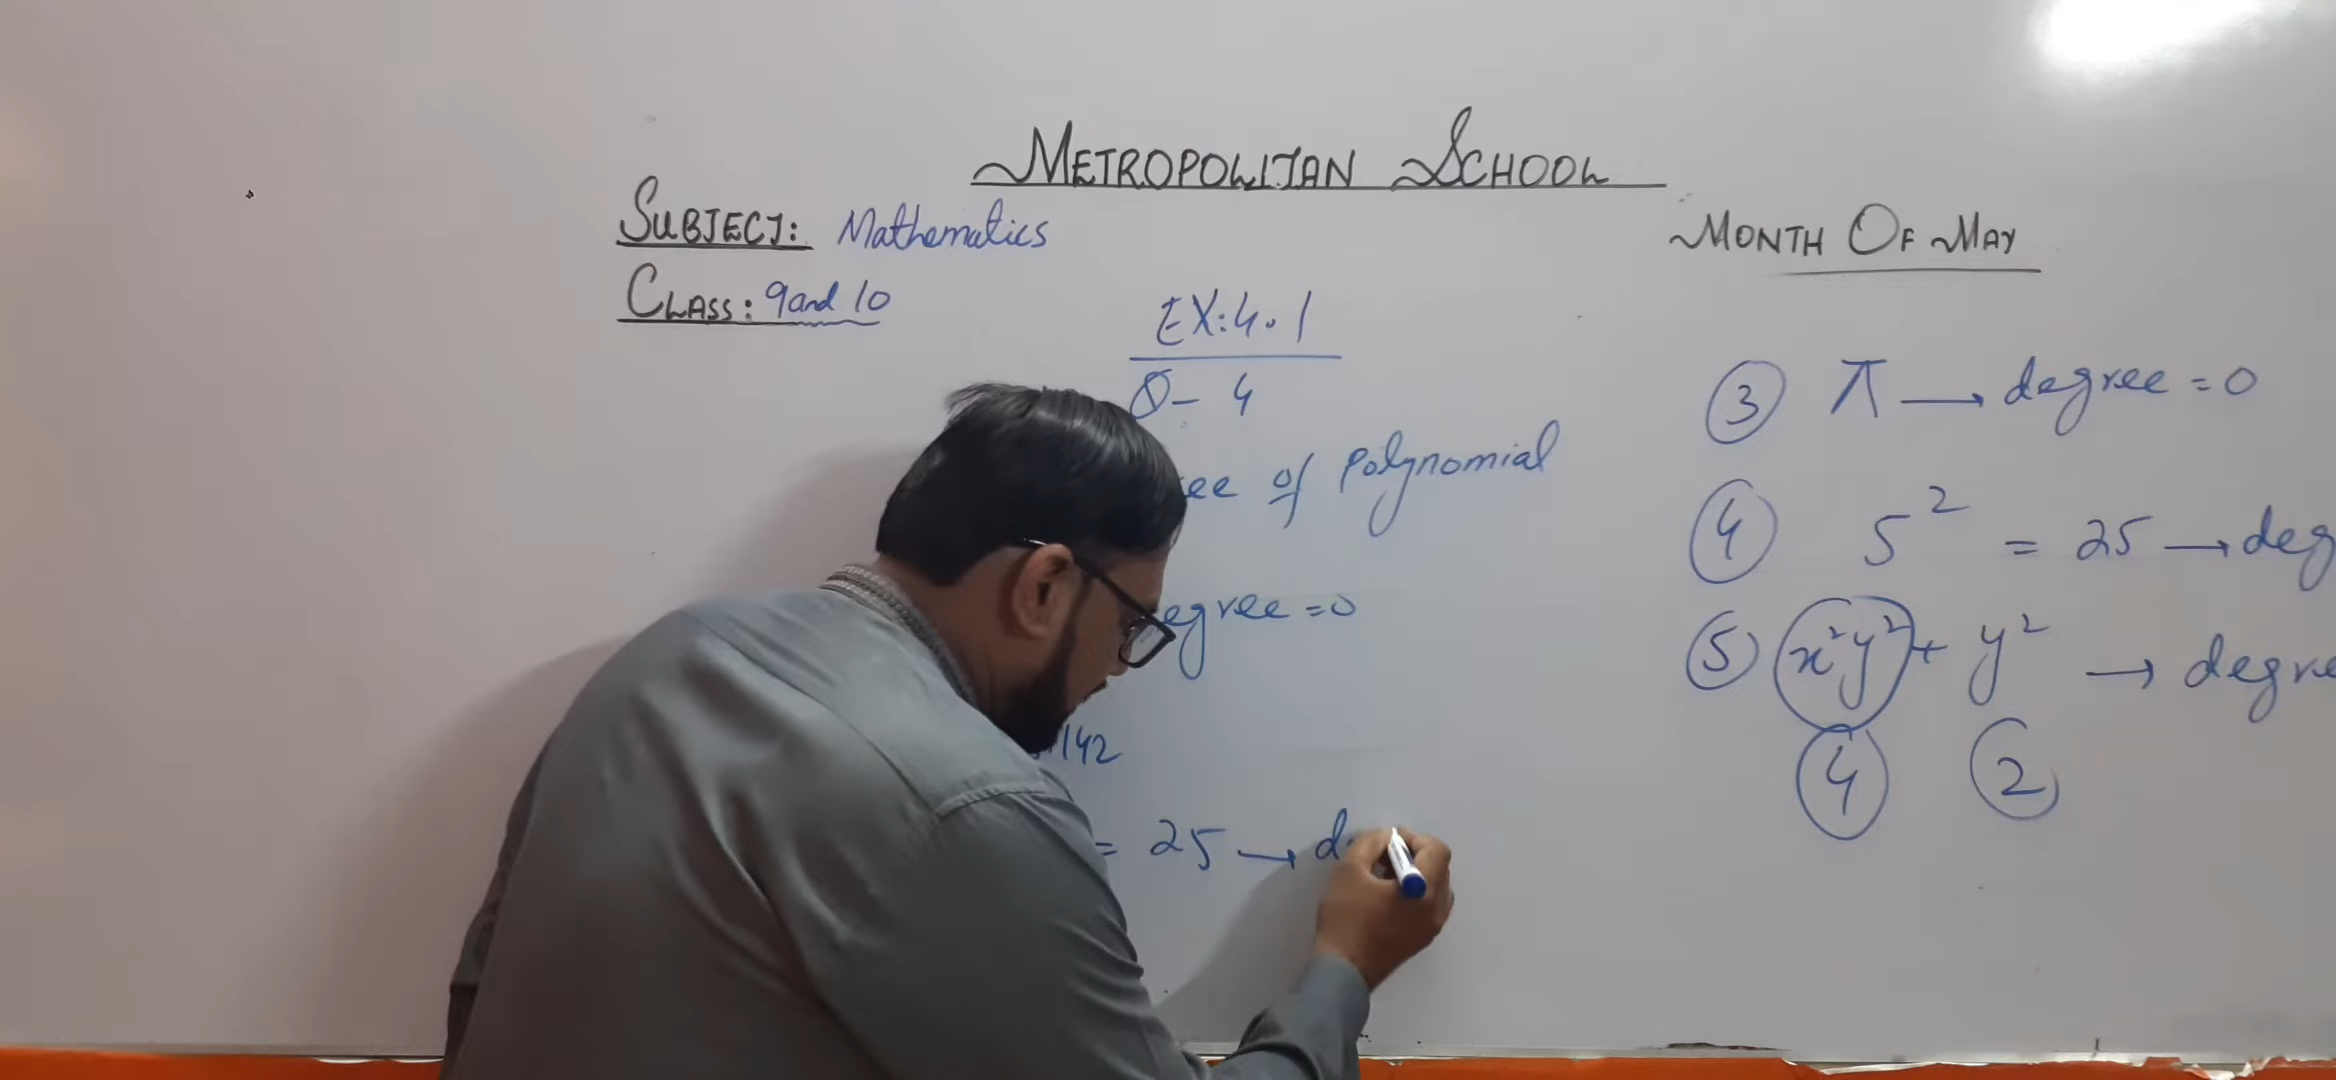 METROPOLITAN SCHOOL
SUBJECT: Mathematics
MONTH OF MAY
CLASS: 9 and 10
EX: 4.1
Q- 4
ee of Polynomial
egree = 0
142
= 25 → d
③ π → degree = 0
④ 5² = 25 → deg
⑤ x²y² + y² → degre
④ ②